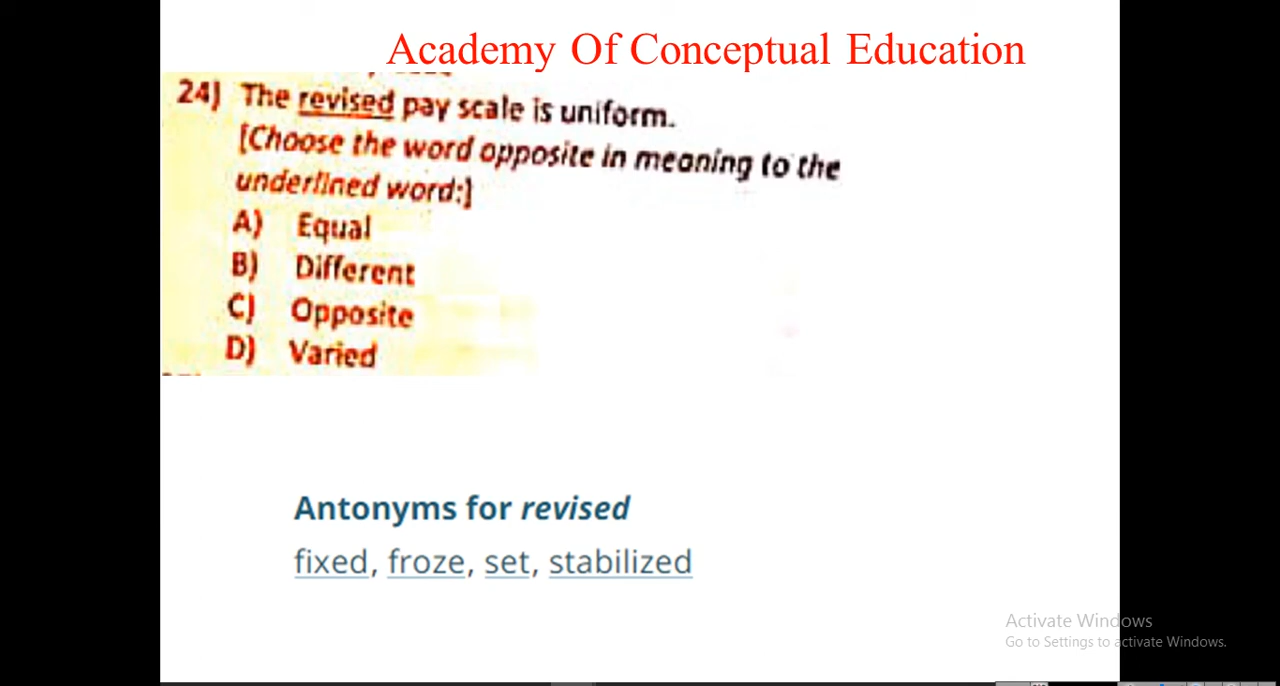 Academy Of Conceptual Education
24) The revised pay scale is uniform.
[Choose the word opposite in meaning to the
underlined word:]
A) Equal
B) Different
C) Opposite
D) Varied
Antonyms for revised
fixed, froze, set, stabilized
Activate Windows
Go to Settings to activate Windows.